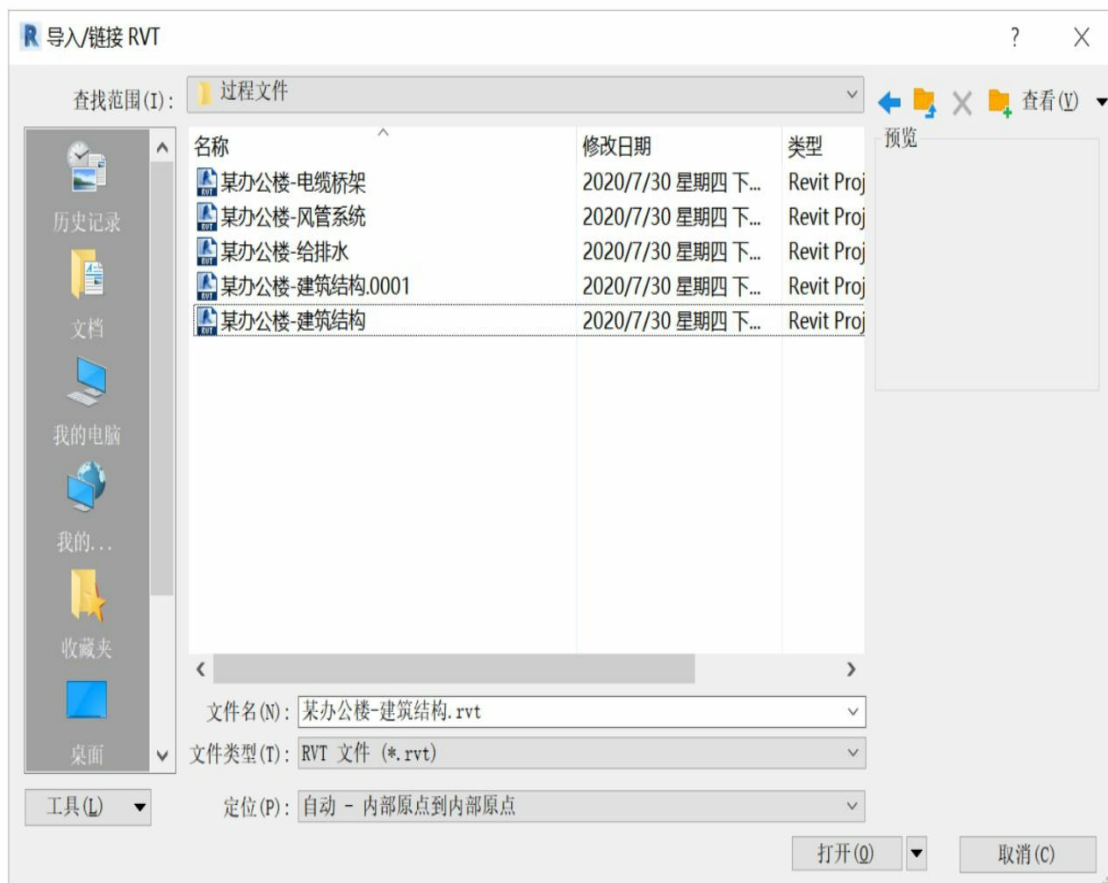 导入/链接 RVT
?
查找范围(I):
过程文件
查看(V)
名称
修改日期
类型
预览
某办公楼-电缆桥架
2020/7/30 星期四 下...
Revit Proj
某办公楼-风管系统
2020/7/30 星期四 下...
Revit Proj
某办公楼-给排水
2020/7/30 星期四 下...
Revit Proj
某办公楼-建筑结构.0001
2020/7/30 星期四 下...
Revit Proj
某办公楼-建筑结构
2020/7/30 星期四 下...
Revit Proj
历史记录
文档
我的电脑
我的...
收藏夹
桌面
文件名(N):
某办公楼-建筑结构.rvt
文件类型(T):
RVT 文件 (*.rvt)
工具(L)
定位(P):
自动 - 内部原点到内部原点
打开(O)
取消(C)